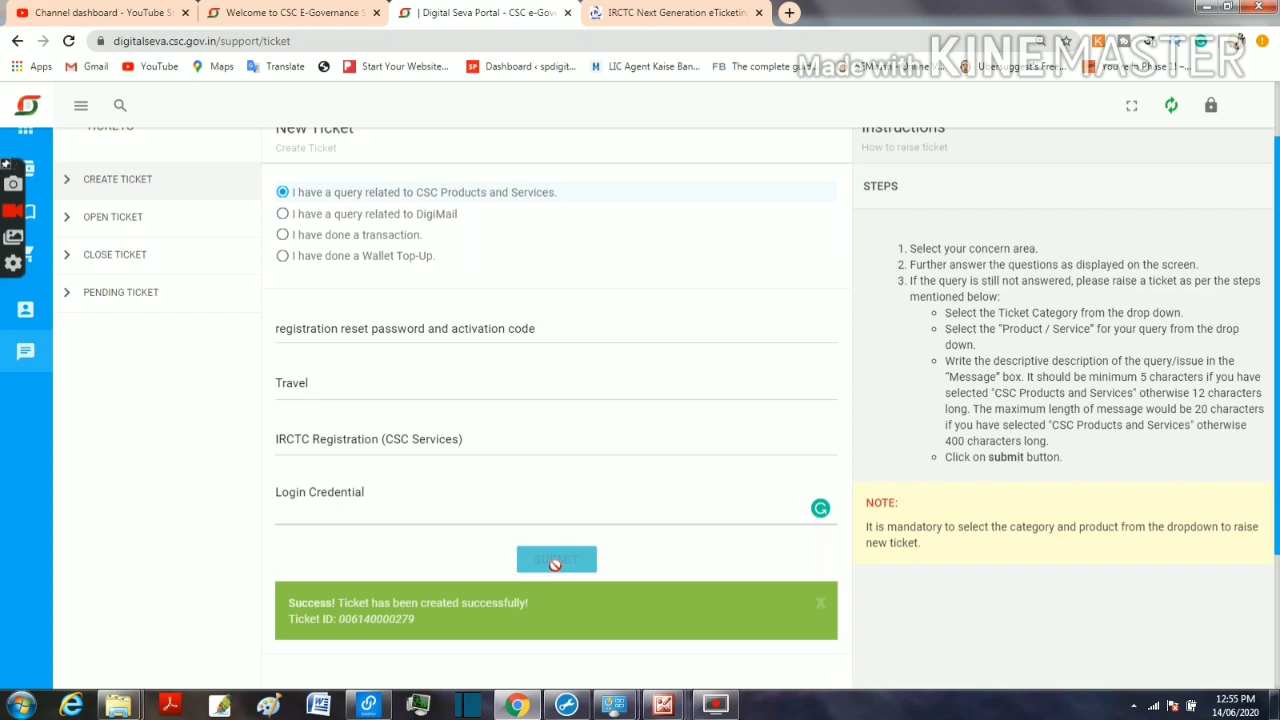 Change You
Welcome to CSC e-Governance S
| CSC Products and Services |
IRCTC Next Generation eTicketing
digitalseva.csc.gov.in/support/ticket
Apps
Gmail
YouTube
Maps
Translate
Start Your Website...
Dashboard < spdigit...
LIC Agent Kaise Ban...
FB The complete
Made with KINEMASTER
TICKETS
CREATE TICKET
OPEN TICKET
CLOSE TICKET
PENDING TICKET
New Ticket
Create Ticket
I have a query related to CSC Products and Services.
I have a query related to DigiMail
I have done a transaction.
I have done a Wallet Top-Up.
registration reset password and activation code
Travel
IRCTC Registration (CSC Services)
Login Credential
SUBMIT
Success! Ticket has been created successfully!
Ticket ID: 006140000279
X
Instructions
How to raise ticket
STEPS
1. Select your concern area.
2. Further answer the questions as displayed on the screen.
3. If the query is still not answered, please raise a ticket as per the steps
mentioned below:
Select the Ticket Category from the drop down.
Select the “Product / Service” for your query from the drop
down.
Write the descriptive description of the query/issue in the
“Message” box. It should be minimum 5 characters if you have
selected "CSC Products and Services" otherwise 12 characters
long. The maximum length of message would be 20 characters
if you have selected "CSC Products and Services" otherwise
400 characters long.
Click on submit button.
NOTE:
It is mandatory to select the category and product from the dropdown to raise
new ticket.
12:55 PM
14/06/2020